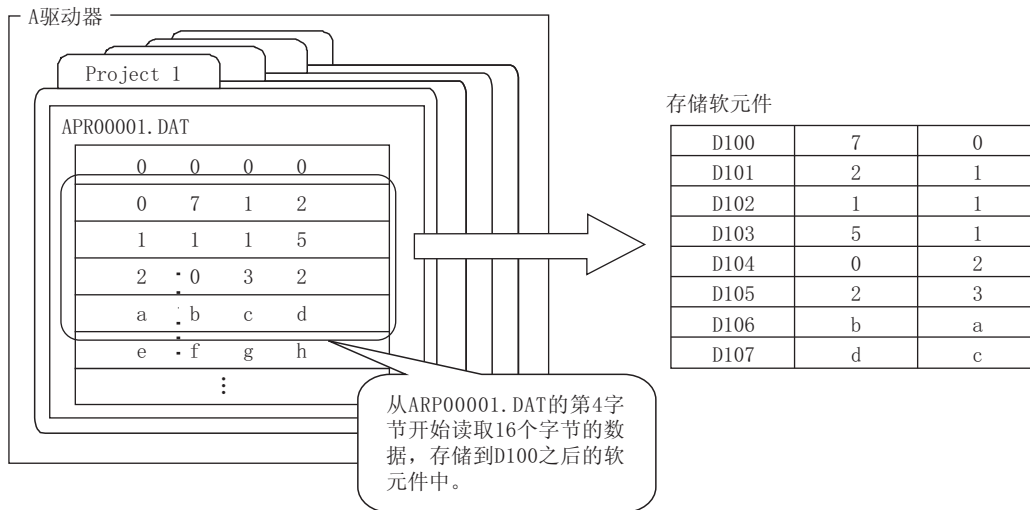 A驱动器
Project 1
APR00001.DAT
0 0 0 0
0 7 1 2
1 1 1 5
2 0 3 2
a b c d
e f g h
⋮
从ARP00001.DAT的第4字
节开始读取16个字节的数
据，存储到D100之后的软
元件中。
存储软元件
D100 7 0
D101 2 1
D102 1 1
D103 5 1
D104 0 2
D105 2 3
D106 b a
D107 d c